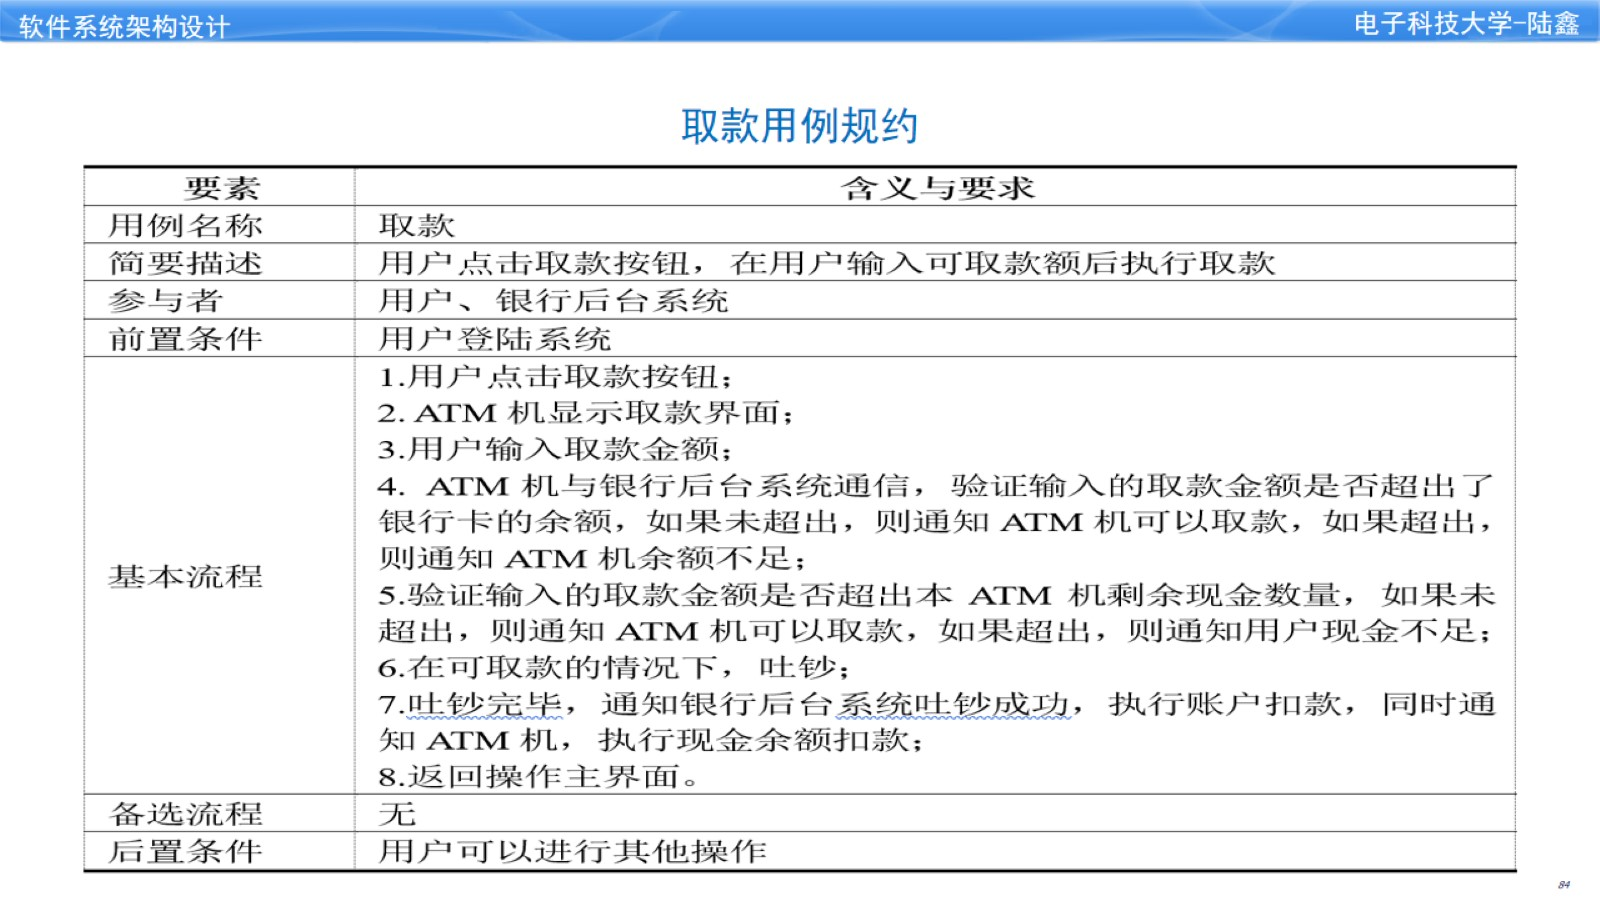 软件系统架构设计
电子科技大学-陆鑫
取款用例规约
要素 含义与要求
用例名称 取款
简要描述 用户点击取款按钮，在用户输入可取款额后执行取款
参与者 用户、银行后台系统
前置条件 用户登陆系统
基本流程
1.用户点击取款按钮；
2. ATM 机显示取款界面；
3.用户输入取款金额；
4. ATM 机与银行后台系统通信，验证输入的取款金额是否超出了
银行卡的余额，如果未超出，则通知 ATM 机可以取款，如果超出，
则通知 ATM 机余额不足；
5.验证输入的取款金额是否超出本 ATM 机剩余现金数量，如果未
超出，则通知 ATM 机可以取款，如果超出，则通知用户现金不足；
6.在可取款的情况下，吐钞；
7.吐钞完毕，通知银行后台系统吐钞成功，执行账户扣款，同时通
知 ATM 机，执行现金余额扣款；
8.返回操作主界面。
备选流程 无
后置条件 用户可以进行其他操作
84